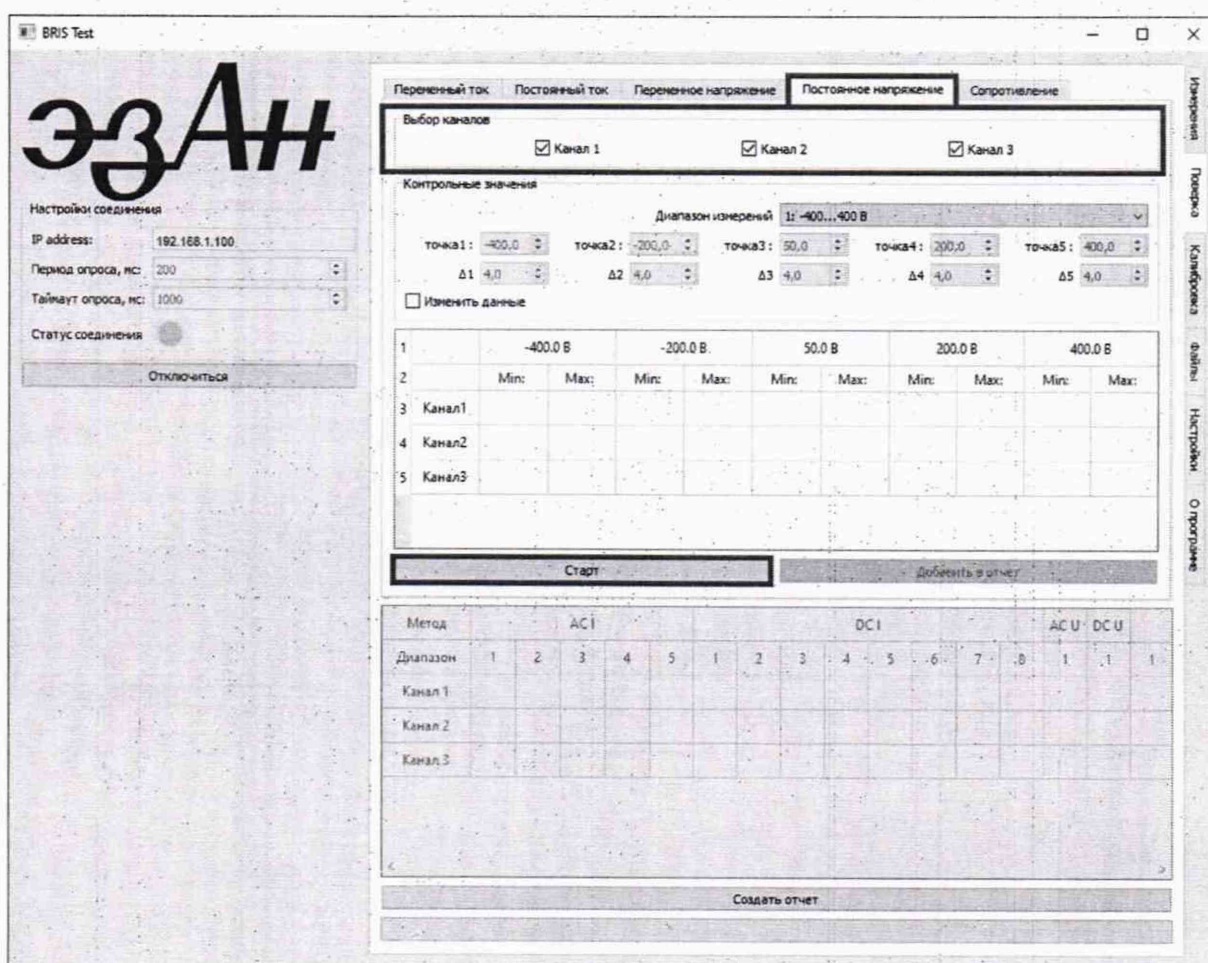 BRIS Test
эзАн
Настройки соединения
IP address: 192.168.1.100
Период опроса, мс: 200
Таймаут опроса, мс: 1000
Статус соединения
Отключиться
Переменный ток Постоянный ток Переменное напряжение Постоянное напряжение Сопротивление
Выбор каналов
Канал 1 Канал 2 Канал 3
Контрольные значения
Диапазон измерений 1: -400...400 В
точка1: -400,0 точка2: -200,0 точка3: 50,0 точка4: 200,0 точка5: 400,0
Δ1 4,0 Δ2 4,0 Δ3 4,0 Δ4 4,0 Δ5 4,0
Изменить данные
1 -400.0 В -200.0 В 50.0 В 200.0 В 400.0 В
2 Min: Max: Min: Max: Min: Max: Min: Max: Min: Max:
3 Канал1
4 Канал2
5 Канал3
Старт Добавить в отчет
Метод AC I DC I AC U DC U
Диапазон 1 2 3 4 5 1 2 3 4 5 6 7 8 1 1 1
Канал 1
Канал 2
Канал 3
Создать отчет
Измерения
Поверка
Калибровка
Файлы
Настройки
О программе